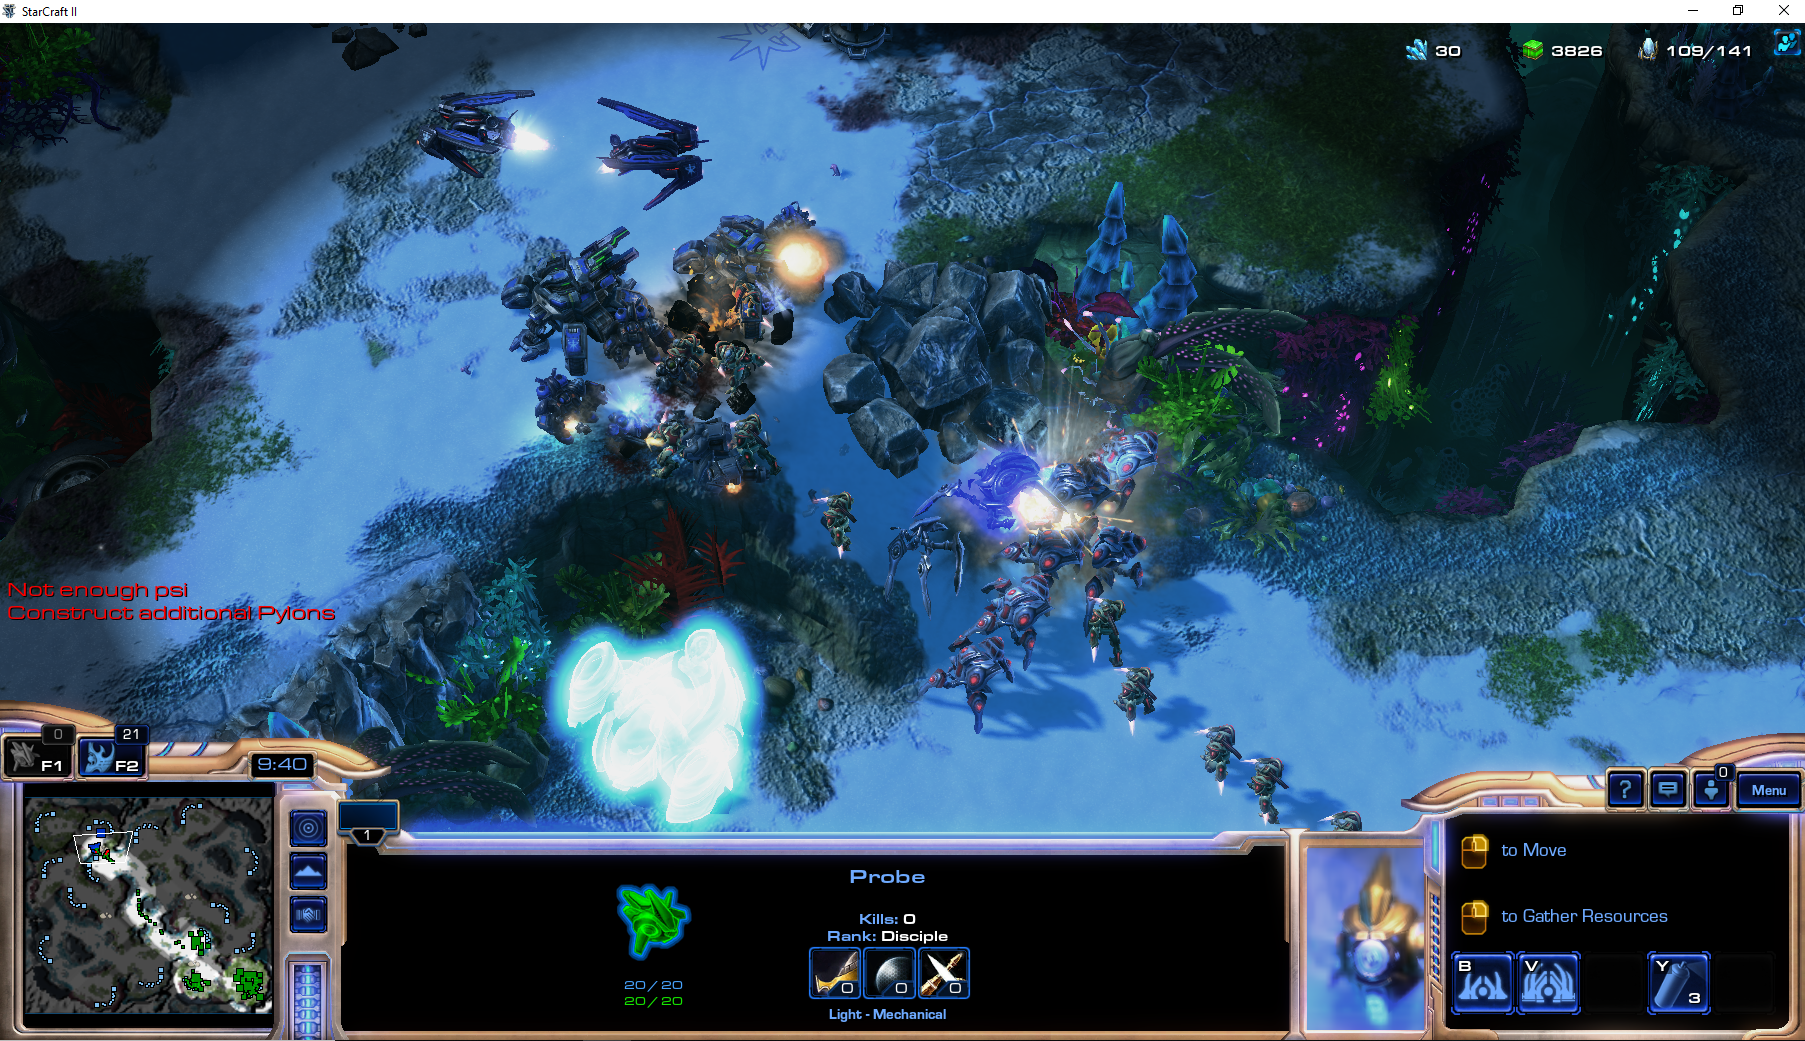 StarCraft II
30
3826
109/141
Not enough psi
Construct additional Pylons
0
F1
21
F2
9:40
1
0
?
Menu
Probe
Kills: 0
Rank: Disciple
0
0
0
20/20
20/20
Light - Mechanical
to Move
to Gather Resources
B
V
Y
3